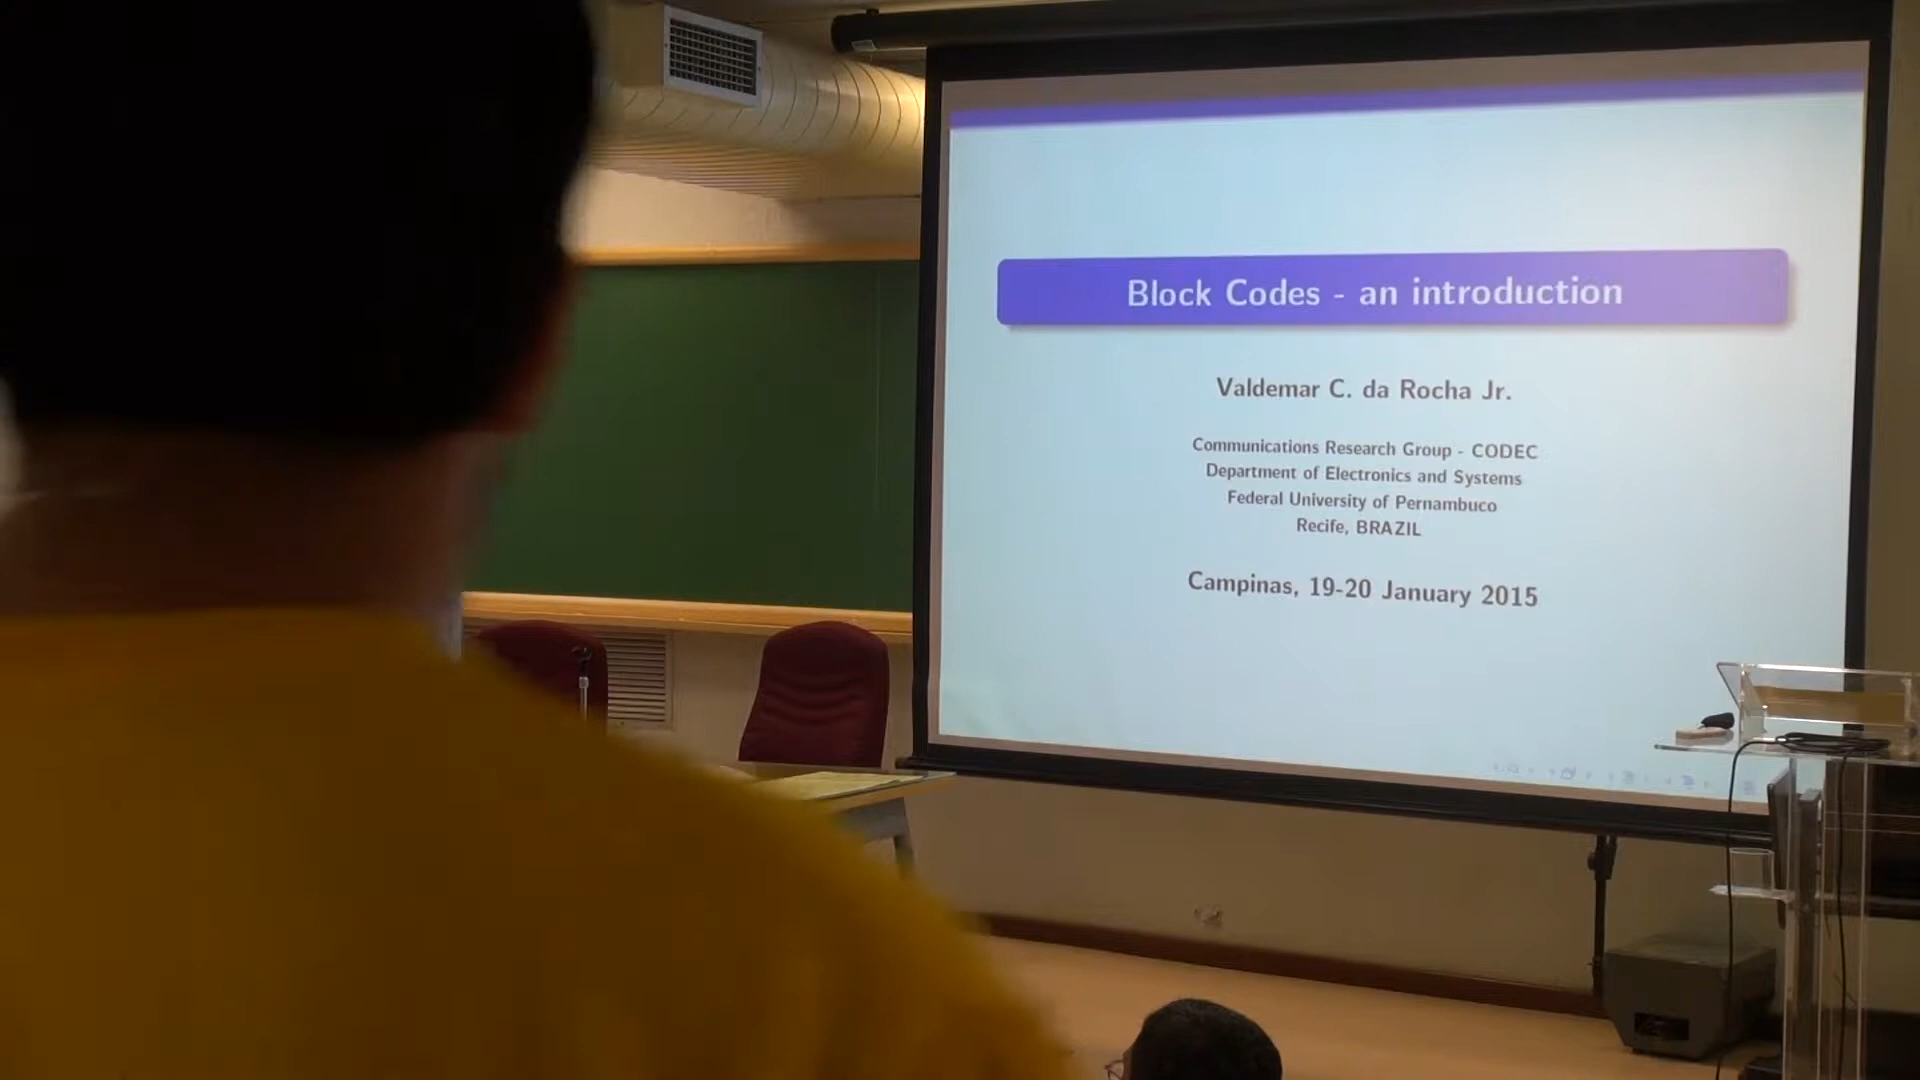 Block Codes - an introduction
Valdemar C. da Rocha Jr.
Communications Research Group - CODEC
Department of Electronics and Systems
Federal University of Pernambuco
Recife, BRAZIL
Campinas, 19-20 January 2015